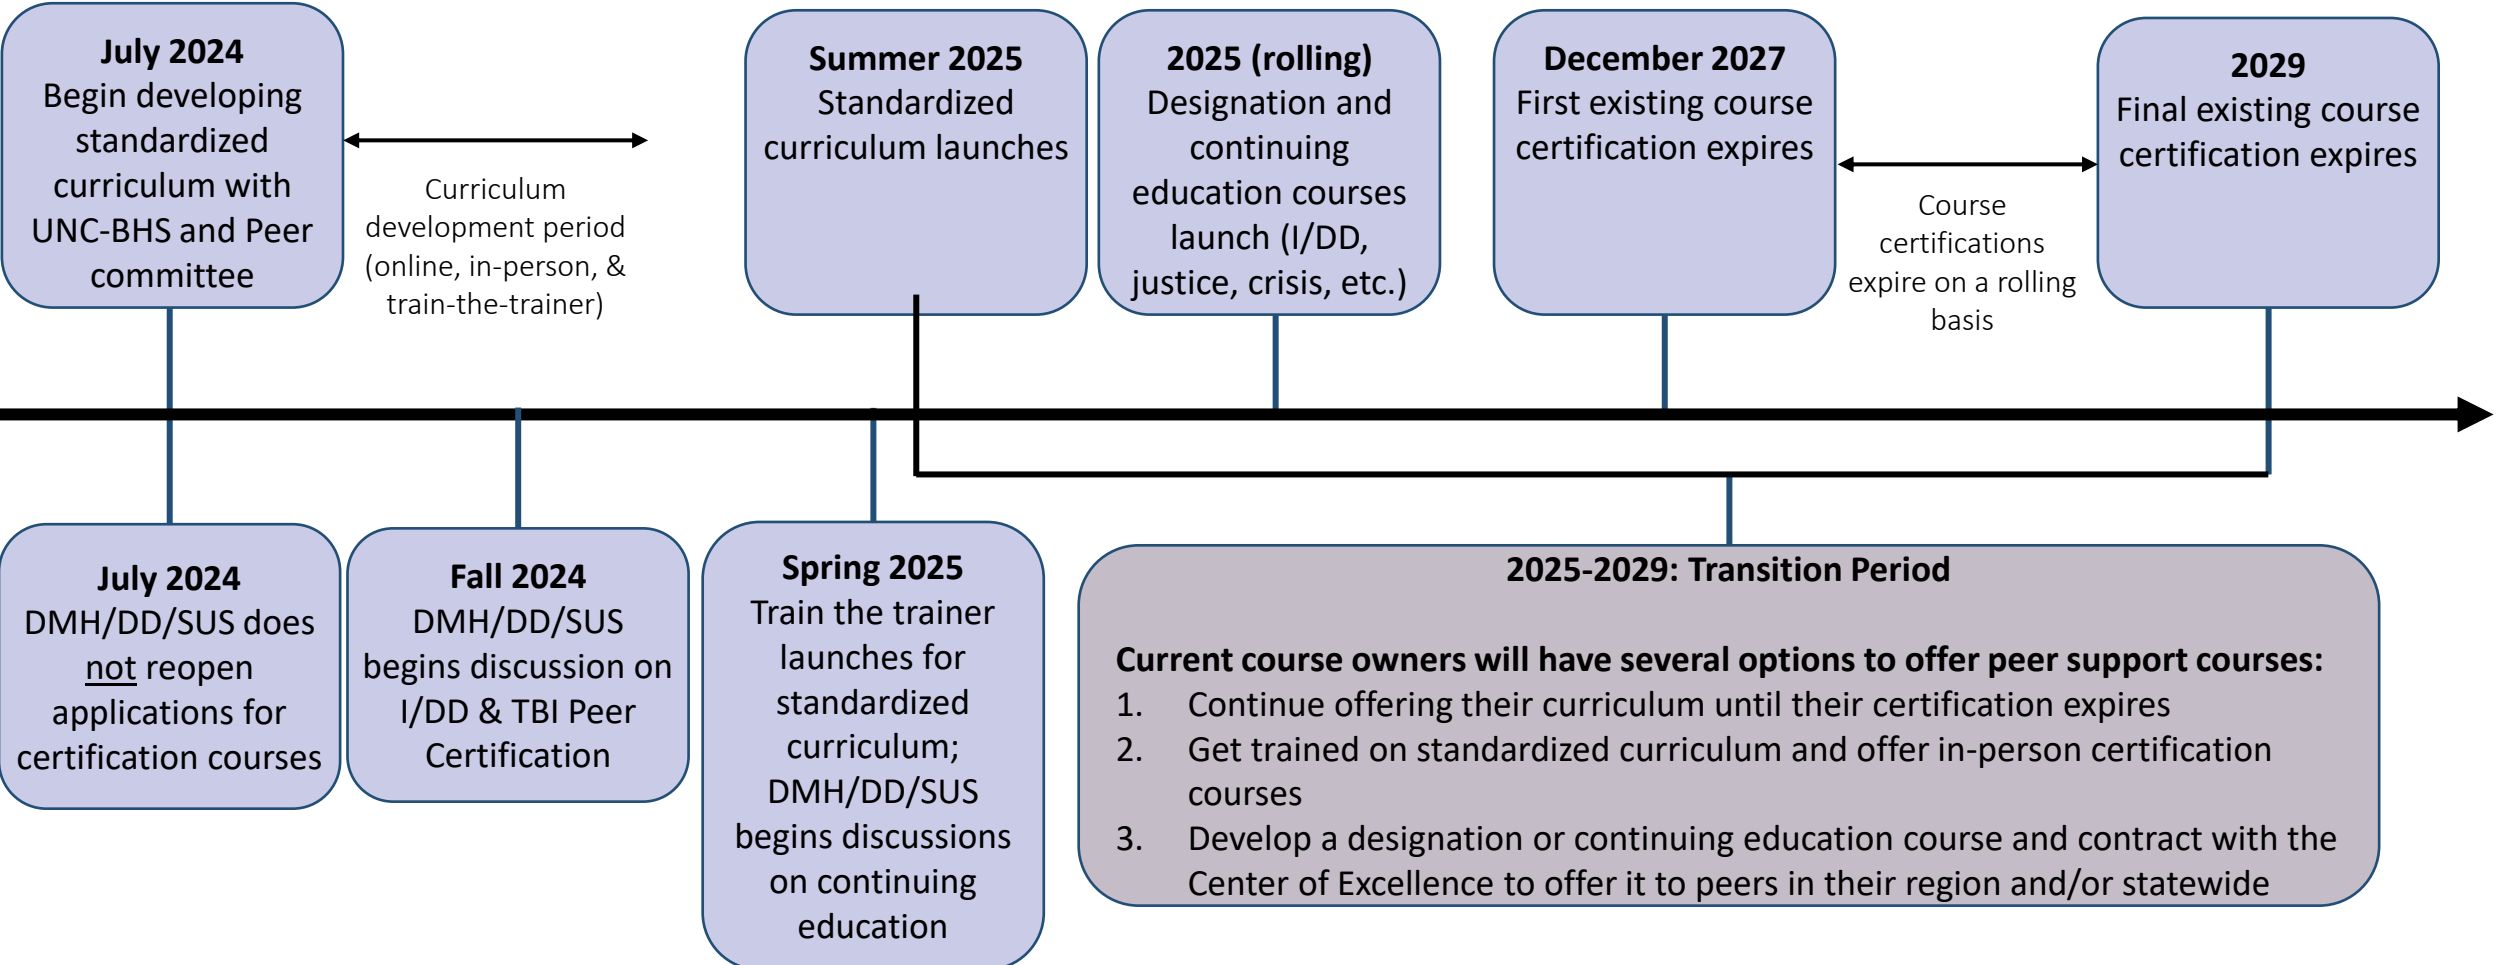 July 2024
Begin developing
standardized
curriculum with
UNC-BHS and Peer
committee
Curriculum
development period
(online, in-person, &
train-the-trainer)
Summer 2025
Standardized
curriculum launches
2025 (rolling)
Designation and
continuing
education courses
launch (I/DD,
justice, crisis, etc.)
December 2027
First existing course
certification expires
Course
certifications
expire on a rolling
basis
2029
Final existing course
certification expires
July 2024
DMH/DD/SUS does
not reopen
applications for
certification courses
Fall 2024
DMH/DD/SUS
begins discussion on
I/DD & TBI Peer
Certification
Spring 2025
Train the trainer
launches for
standardized
curriculum;
DMH/DD/SUS
begins discussions
on continuing
education
2025-2029: Transition Period
Current course owners will have several options to offer peer support courses:
1. Continue offering their curriculum until their certification expires
2. Get trained on standardized curriculum and offer in-person certification
courses
3. Develop a designation or continuing education course and contract with the
Center of Excellence to offer it to peers in their region and/or statewide